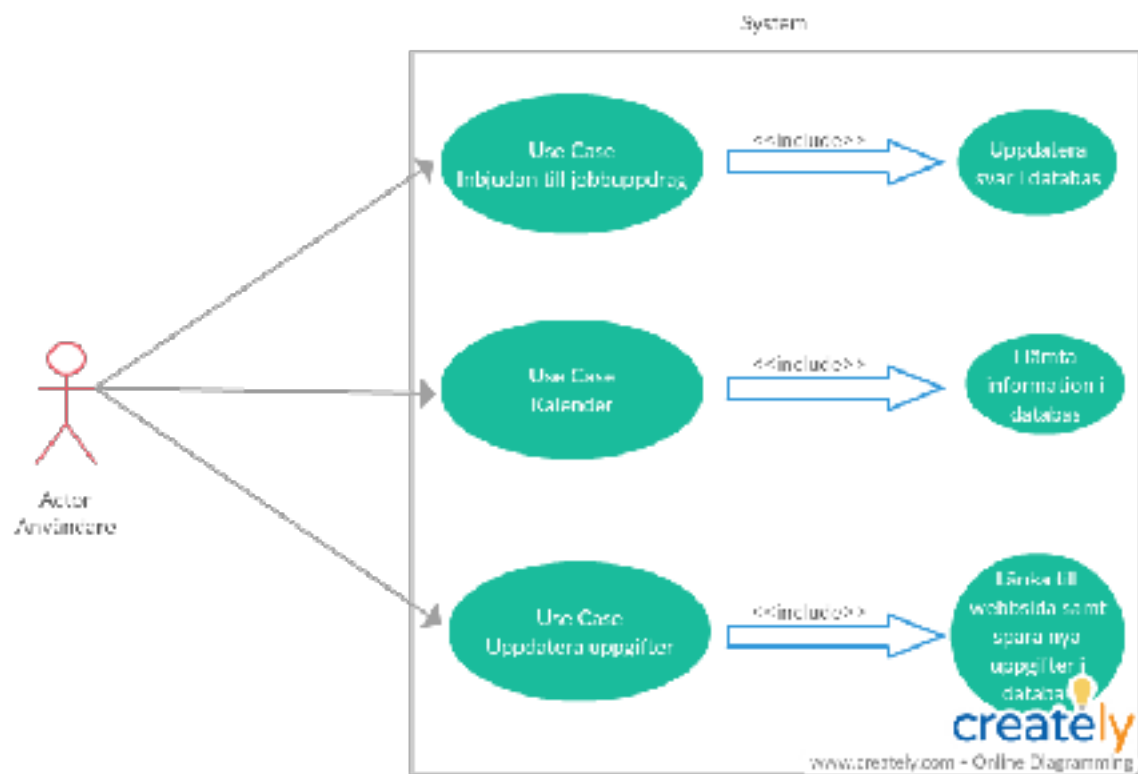 System
Use Case
Inbjudan till jobbuppdrag
<<include>>
Uppdatera
svar i databas
Use Case
Kalender
<<include>>
Hämta
information i
databas
Actor
Användare
Use Case
Uppdatera uppgifter
<<include>>
Länka till
webbsida samt
spara nya
uppgifter i
databa
creately
www.creately.com • Online Diagramming